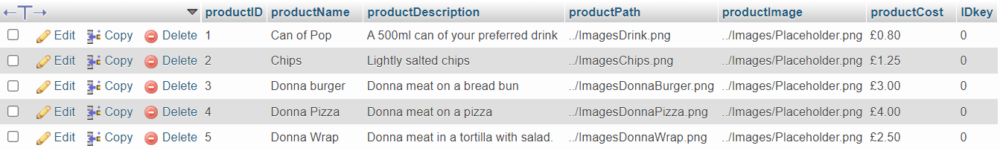 ←T→ productID productName productDescription productPath productImage productCost IDkey
Edit Copy Delete 1 Can of Pop A 500ml can of your preferred drink ../ImagesDrink.png ../Images/Placeholder.png £0.80 0
Edit Copy Delete 2 Chips Lightly salted chips ../ImagesChips.png ../Images/Placeholder.png £1.25 0
Edit Copy Delete 3 Donna burger Donna meat on a bread bun ../ImagesDonnaBurger.png ../Images/Placeholder.png £3.00 0
Edit Copy Delete 4 Donna Pizza Donna meat on a pizza ../ImagesDonnaPizza.png ../Images/Placeholder.png £4.00 0
Edit Copy Delete 5 Donna Wrap Donna meat in a tortilla with salad. ../ImagesDonnaWrap.png ../Images/Placeholder.png £2.50 0